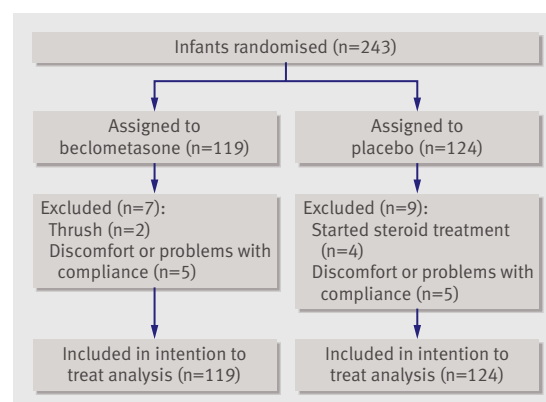 Infants randomised (n=243)
Assigned to
beclometasone (n=119)
Assigned to
placebo (n=124)
Excluded (n=7):
Thrush (n=2)
Discomfort or problems with
compliance (n=5)
Excluded (n=9):
Started steroid treatment
(n=4)
Discomfort or problems with
compliance (n=5)
Included in intention to
treat analysis (n=119)
Included in intention to
treat analysis (n=124)